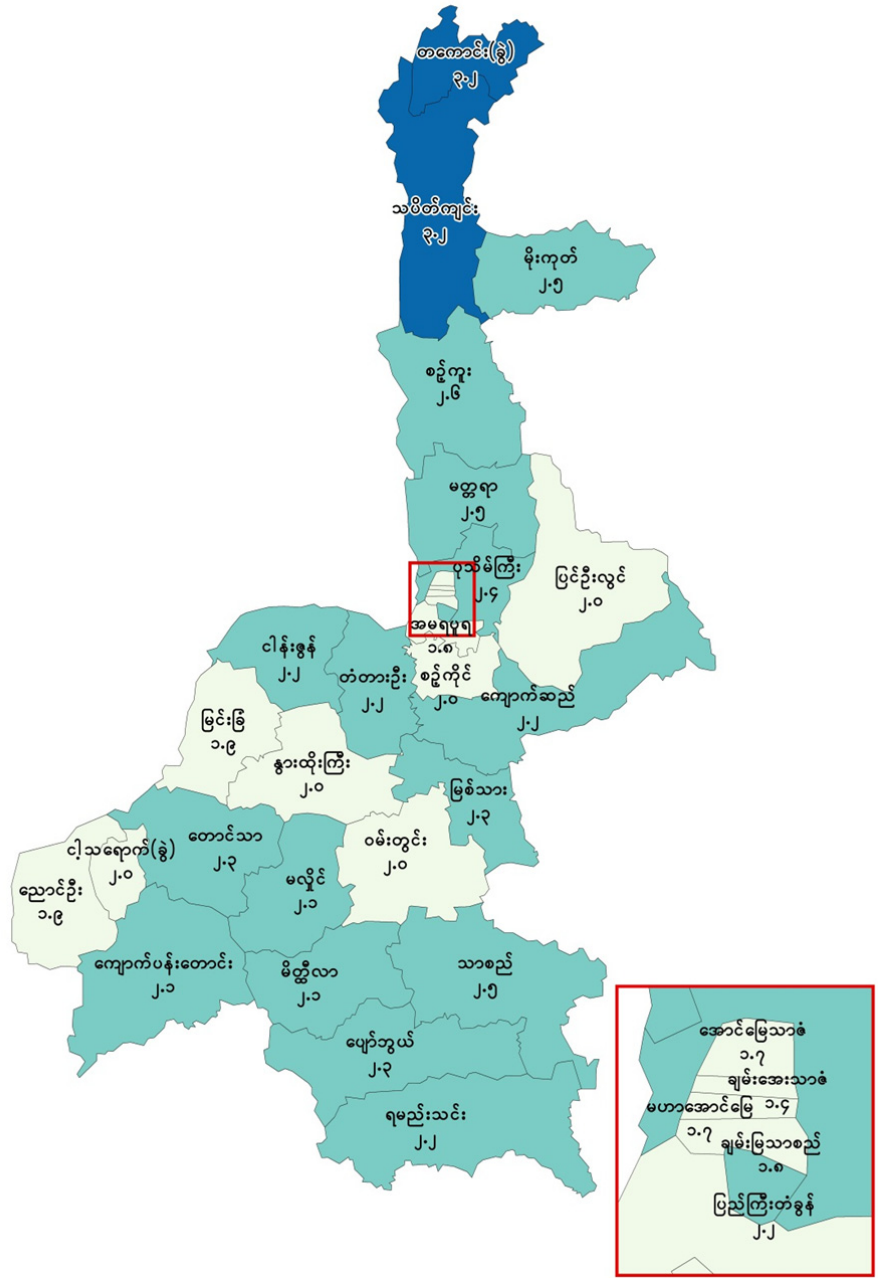 တကောင်း(ခွဲ)
၃.၂
သပိတ်ကျင်း
၃.၂
မိုးကုတ်
၂.၅
စဉ့်ကူး
၂.၆
မတ္တရာ
၂.၅
ပုသိမ်ကြီး
၂.၄
ပြင်ဦးလွင်
၂.၀
အမရပူရ
၁.၈
စဉ့်ကိုင်
၂.၀
ကျောက်ဆည်
၂.၂
ငါန်းဇွန်
၂.၂
တံတားဦး
၂.၂
မြင်းခြံ
၁.၉
နွားထိုးကြီး
၂.၀
မြစ်သား
၂.၃
တောင်သာ
၂.၃
ဝမ်းတွင်း
၂.၀
ငါ့သရောက်(ခွဲ)
၂.၀
မလှိုင်
၂.၁
ညောင်ဦး
၁.၉
ကျောက်ပန်းတောင်း
၂.၁
မိတ္ထီလာ
၂.၁
သာစည်
၂.၅
ပျော်ဘွယ်
၂.၃
ရမည်းသင်း
၂.၂
အောင်မြေသာဇံ
၁.၇
ချမ်းအေးသာဇံ
၁.၄
မဟာအောင်မြေ
၁.၇
ချမ်းမြသာစည်
၁.၈
ပြည်ကြီးတံခွန်
၂.၂